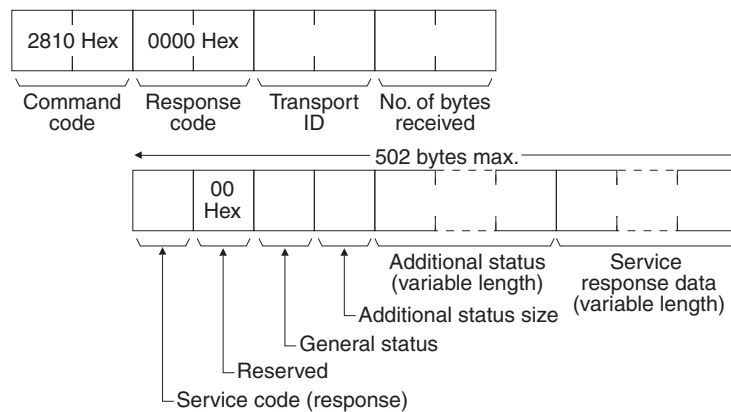 2810 Hex 0000 Hex
Command code
Response code
Transport ID
No. of bytes received
502 bytes max.
00 Hex
Additional status (variable length)
Service response data (variable length)
Additional status size
General status
Reserved
Service code (response)